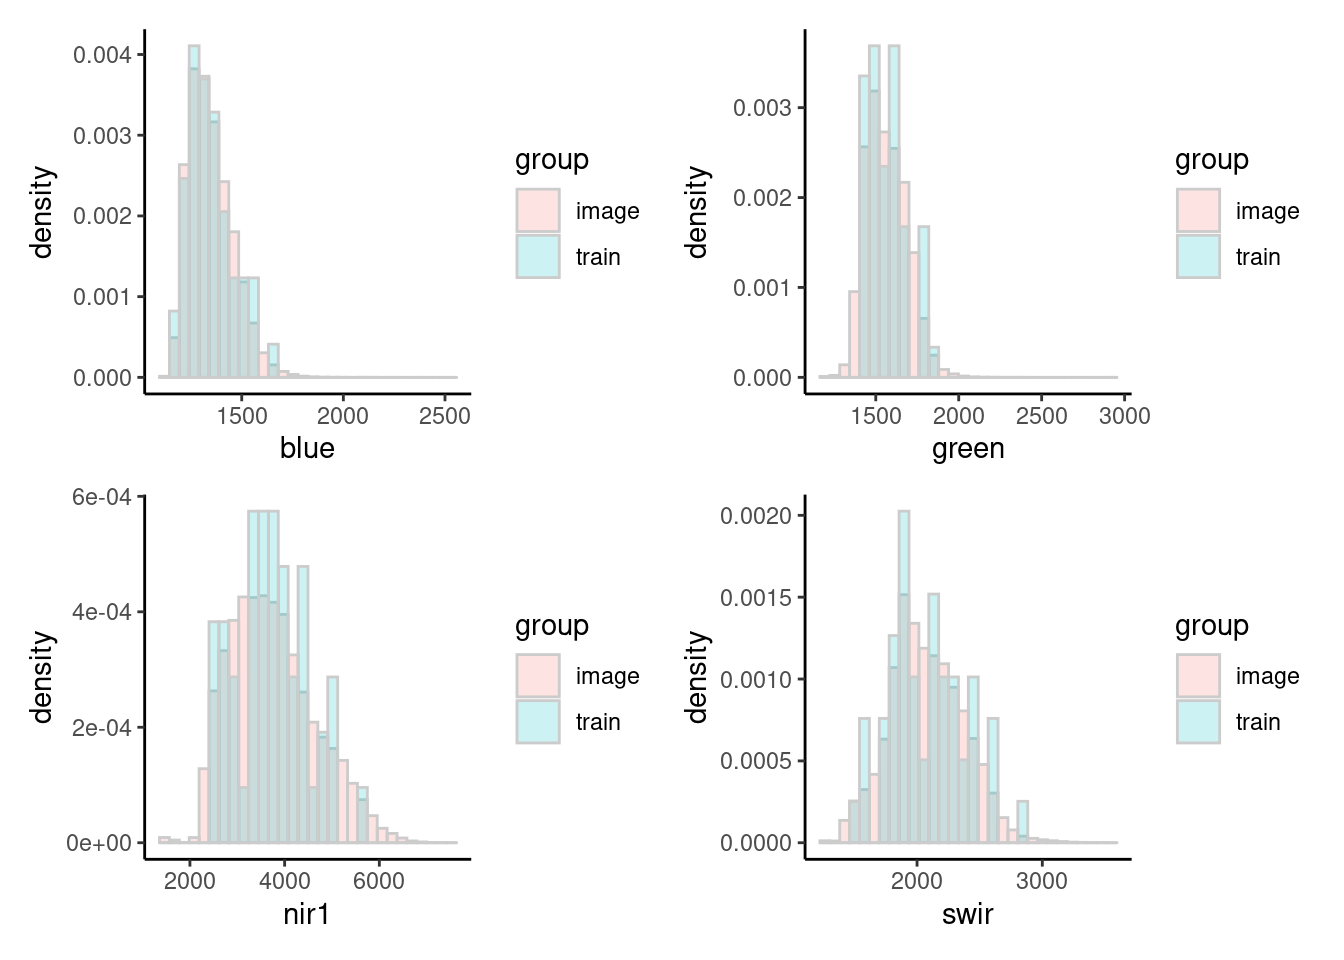 density
0.004
0.003
0.002
0.001
0.000
1500 2000 2500
blue
group
image
train
density
0.003
0.002
0.001
0.000
1500 2000 2500 3000
green
group
image
train
density
6e-04
4e-04
2e-04
0e+00
2000 4000 6000
nir1
group
image
train
density
0.0020
0.0015
0.0010
0.0005
0.0000
2000 3000
swir
group
image
train